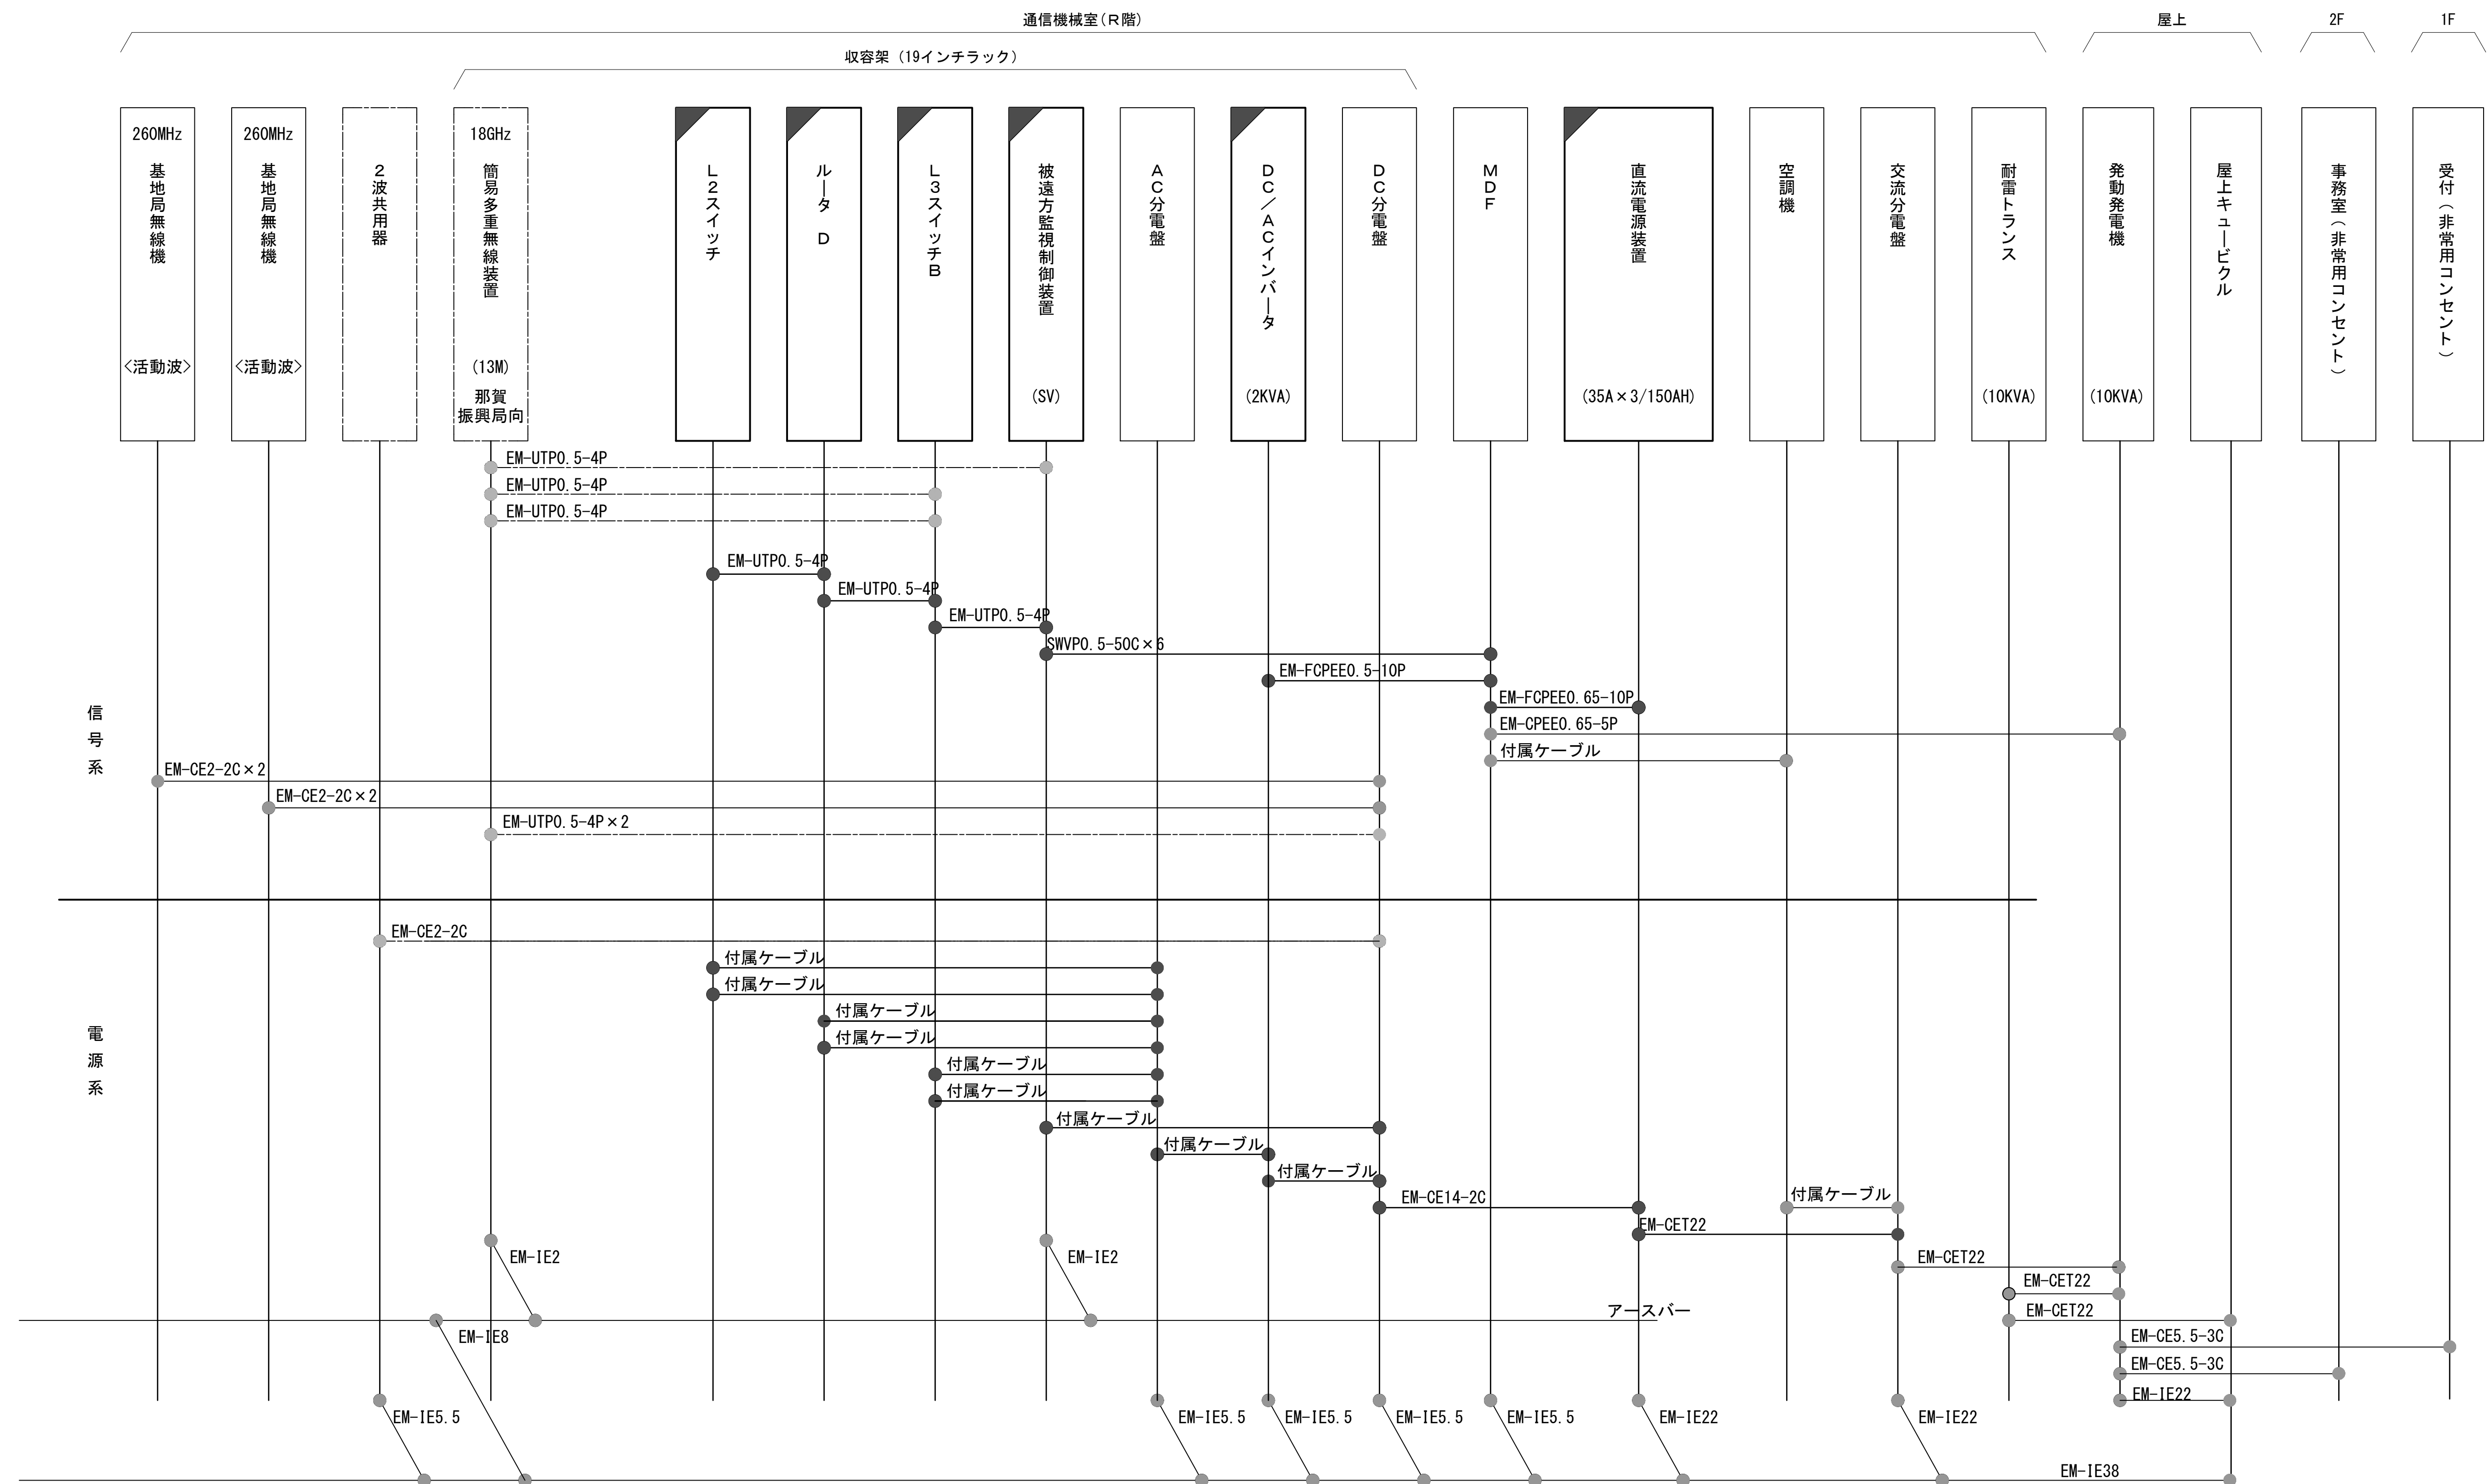 通信機械室(R階)
屋上
2F
1F
収容架 (19インチラック)
260MHz
基地局無線機
<活動波>
260MHz
基地局無線機
<活動波>
2波共用器
18GHz
簡易多重無線装置
(13M)
那賀
振興局向
L2スイッチ
ルータ D
L3スイッチB
被遠方監視制御装置
(SV)
AC分電盤
DC/ACインバータ
(2KVA)
DC分電盤
MDF
直流電源装置
(35A×3/150AH)
空調機
交流分電盤
耐雷トランス
(10KVA)
発動発電機
(10KVA)
屋上キュービクル
事務室(非常用コンセント)
受付(非常用コンセント)
信号系
EM-UTP0.5-4P
EM-UTP0.5-4P
EM-UTP0.5-4P
EM-UTP0.5-4P
EM-UTP0.5-4P
EM-UTP0.5-4P
SWVP0.5-50C×6
EM-FCPEE0.5-10P
EM-FCPEE0.65-10P
EM-CPEE0.65-5P
付属ケーブル
EM-CE2-2C×2
EM-CE2-2C×2
EM-UTP0.5-4P×2
電源系
EM-CE2-2C
付属ケーブル
付属ケーブル
付属ケーブル
付属ケーブル
付属ケーブル
付属ケーブル
付属ケーブル
付属ケーブル
付属ケーブル
EM-CE14-2C
付属ケーブル
EM-CET22
EM-IE2
EM-IE2
EM-CET22
EM-CET22
アースバー
EM-CET22
EM-IE8
EM-CE5.5-3C
EM-CE5.5-3C
EM-IE22
EM-IE5.5
EM-IE5.5
EM-IE5.5
EM-IE5.5
EM-IE5.5
EM-IE22
EM-IE22
EM-IE38